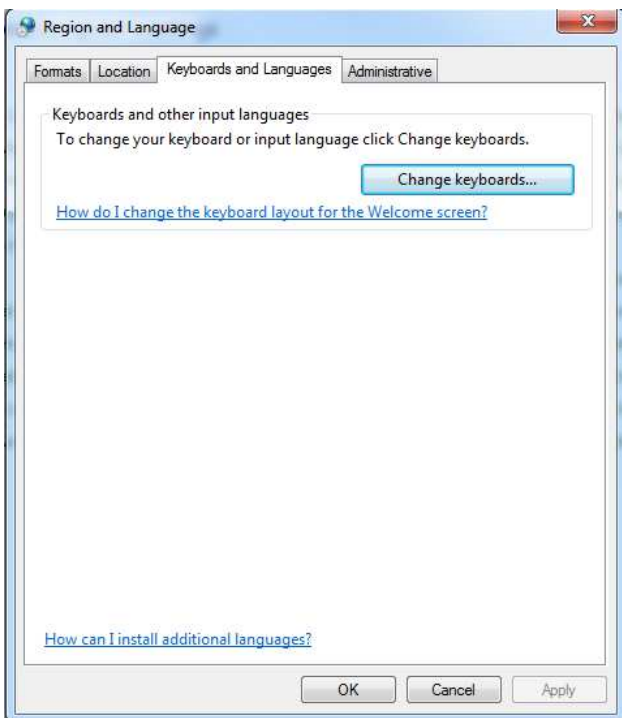 Region and Language
Formats Location Keyboards and Languages Administrative
Keyboards and other input languages
To change your keyboard or input language click Change keyboards.
Change keyboards...
How do I change the keyboard layout for the Welcome screen?
How can I install additional languages?
OK Cancel Apply